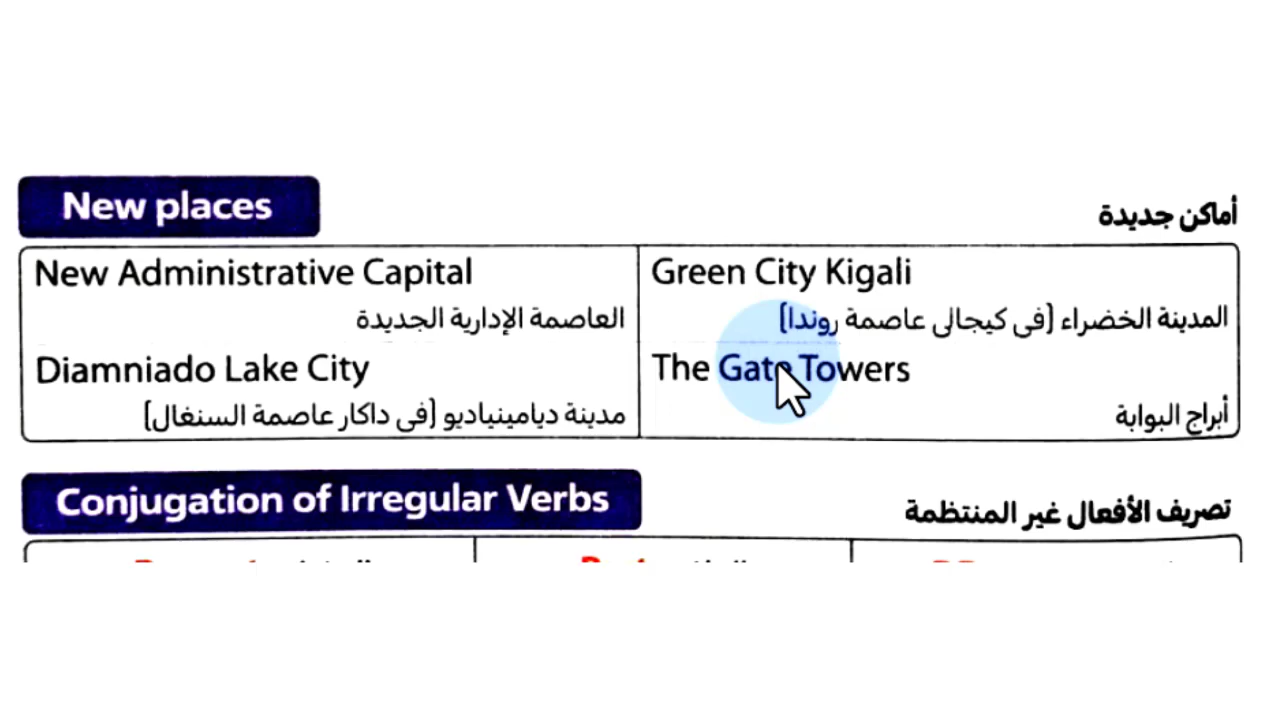 New places
أماكن جديدة
New Administrative Capital
العاصمة الإدارية الجديدة
Green City Kigali
المدينة الخضراء (فى كيجالى عاصمة روندا)
Diamniado Lake City
مدينة ديامينياديو (فى داكار عاصمة السنغال)
The Gate Towers
أبراج البوابة
Conjugation of Irregular Verbs
تصريف الأفعال غير المنتظمة